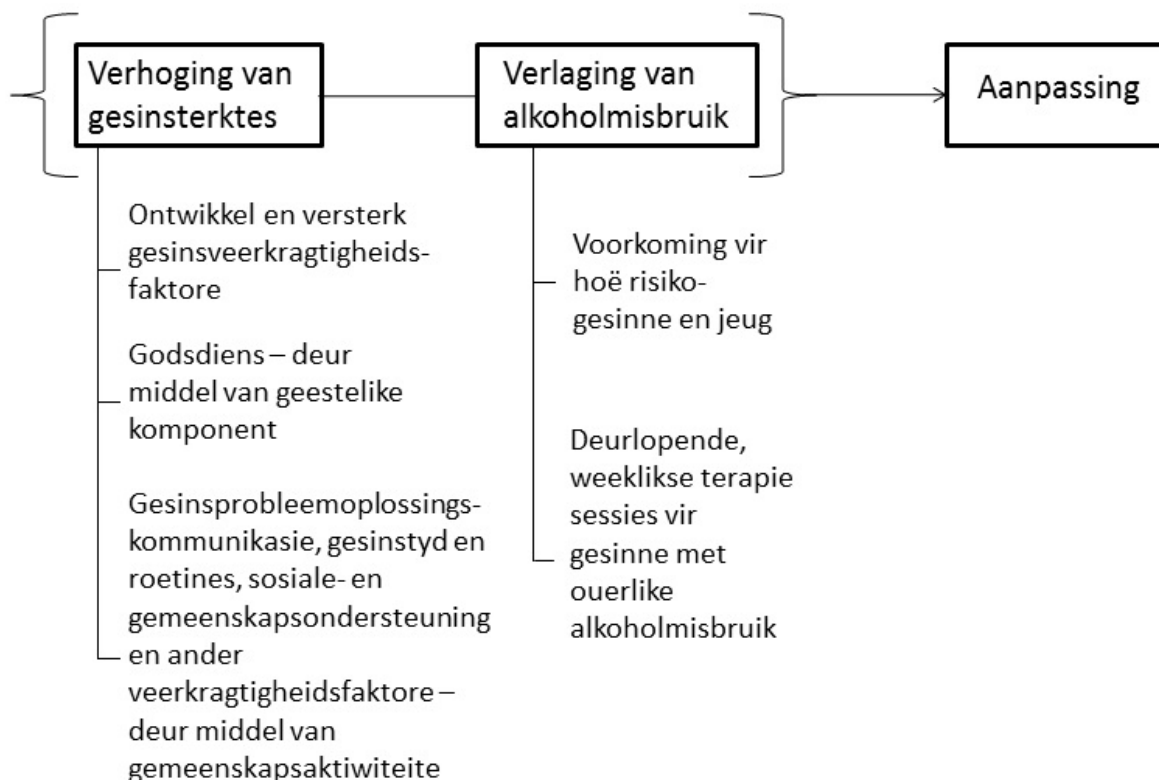 Verhoging van
gesinsterktes
Verlaging van
alkoholmisbruik
Aanpassing
Ontwikkel en versterk
gesinsveerkragtigheids-
faktore
Godsdiens – deur
middel van geestelike
komponent
Gesinsprobleemoplossings-
kommunikasie, gesinstyd en
roetines, sosiale- en
gemeenskapsondersteuning
en ander
veerkragtigheidsfaktore –
deur middel van
gemeenskapsaktiwiteite
Voorkoming vir
hoë risiko-
gesinne en jeug
Deurlopende,
weeklikse terapie
sessies vir
gesinne met
ouerlike
alkoholmisbruik